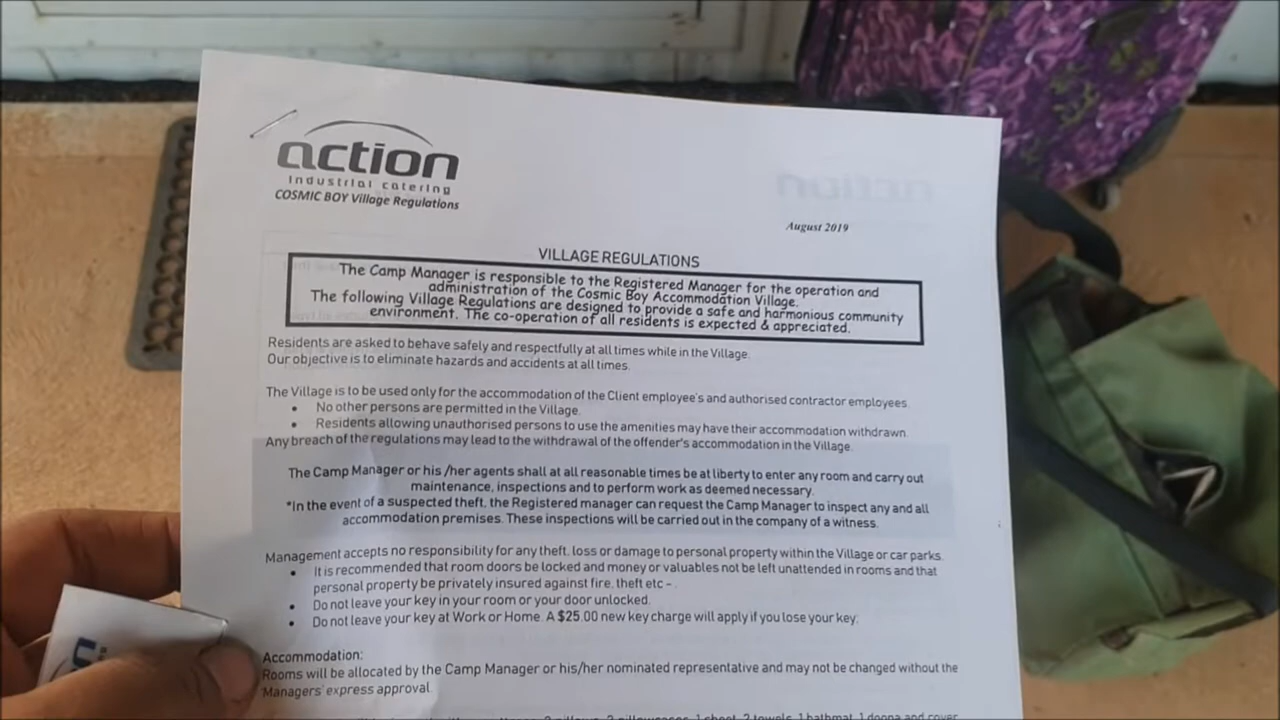 action
industrial catering
COSMIC BOY Village Regulations
August 2019
VILLAGE REGULATIONS
The Camp Manager is responsible to the Registered Manager for the operation and
administration of the Cosmic Boy Accommodation Village.
The following Village Regulations are designed to provide a safe and harmonious community
environment. The co-operation of all residents is expected & appreciated.
Residents are asked to behave safely and respectfully at all times while in the Village.
Our objective is to eliminate hazards and accidents at all times.
The Village is to be used only for the accommodation of the Client employee's and authorised contractor employees.
• No other persons are permitted in the Village.
• Residents allowing unauthorised persons to use the amenities may have their accommodation withdrawn.
Any breach of the regulations may lead to the withdrawal of the offender's accommodation in the Village.
The Camp Manager or his /her agents shall at all reasonable times be at liberty to enter any room and carry out
maintenance, inspections and to perform work as deemed necessary.
*In the event of a suspected theft, the Registered manager can request the Camp Manager to inspect any and all
accommodation premises. These inspections will be carried out in the company of a witness.
Management accepts no responsibility for any theft, loss or damage to personal property within the Village or car parks.
• It is recommended that room doors be locked and money or valuables not be left unattended in rooms and that
personal property be privately insured against fire, theft etc - .
• Do not leave your key in your room or your door unlocked.
• Do not leave your key at Work or Home. A $25.00 new key charge will apply if you lose your key.
Accommodation:
Rooms will be allocated by the Camp Manager or his/her nominated representative and may not be changed without the
Managers' express approval.
2 pillows, 2 pillowcases, 1 sheet, 2 towels, 1 bathmat, 1 doona and cover